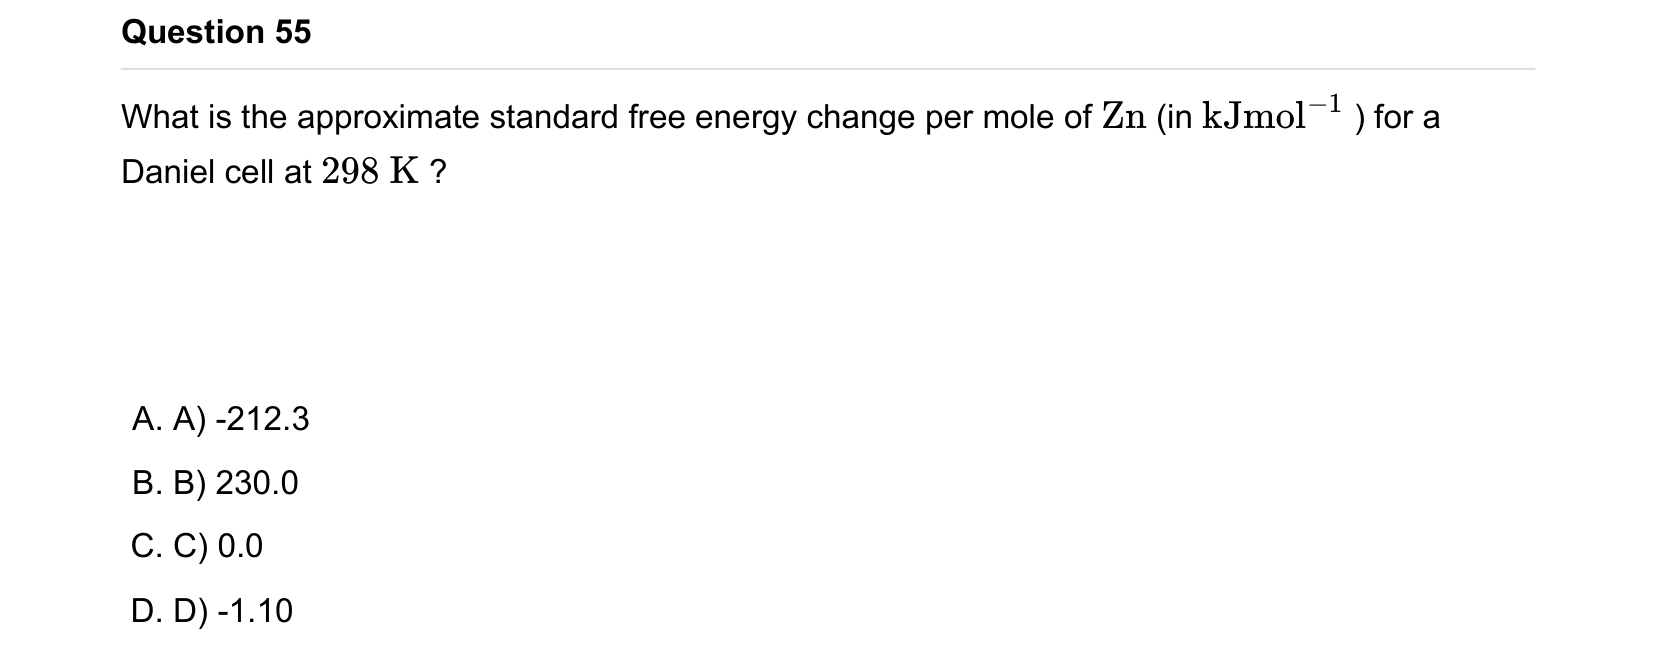 Question 55
What is the approximate standard free energy change per mole of Zn (in kJmol⁻¹ ) for a
Daniel cell at 298 K ?
A. A) -212.3
B. B) 230.0
C. C) 0.0
D. D) -1.10